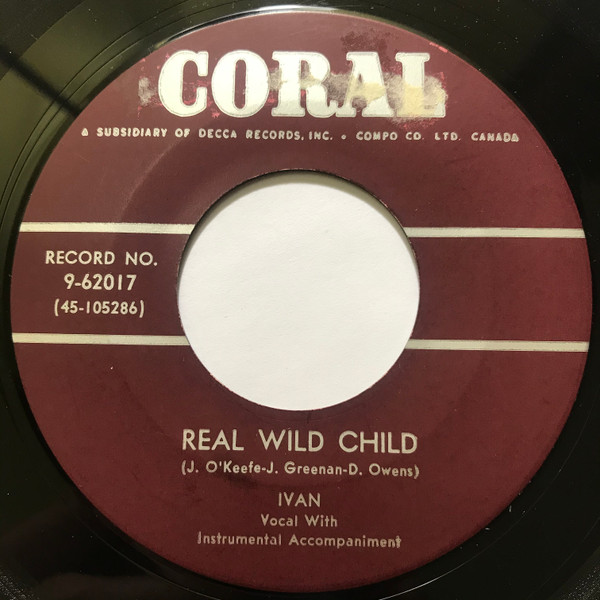 CORAL
A SUBSIDIARY OF DECCA RECORDS, INC. • COMPO CO. LTD. CANADA
RECORD NO.
9-62017
(45-105286)
REAL WILD CHILD
(J. O'Keefe-J. Greenan-D. Owens)
IVAN
Vocal With
Instrumental Accompaniment